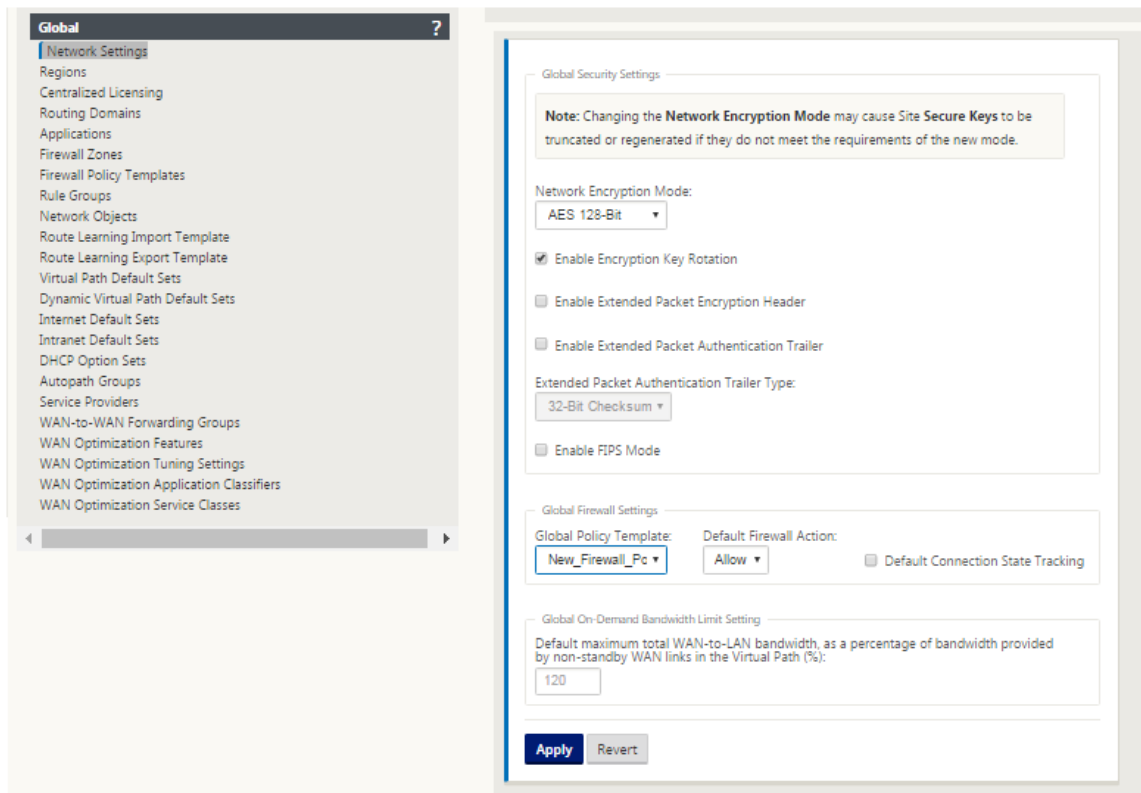 Global ?
Network Settings
Regions
Centralized Licensing
Routing Domains
Applications
Firewall Zones
Firewall Policy Templates
Rule Groups
Network Objects
Route Learning Import Template
Route Learning Export Template
Virtual Path Default Sets
Dynamic Virtual Path Default Sets
Internet Default Sets
Intranet Default Sets
DHCP Option Sets
Autopath Groups
Service Providers
WAN-to-WAN Forwarding Groups
WAN Optimization Features
WAN Optimization Tuning Settings
WAN Optimization Application Classifiers
WAN Optimization Service Classes
Global Security Settings
Note: Changing the Network Encryption Mode may cause Site Secure Keys to be
truncated or regenerated if they do not meet the requirements of the new mode.
Network Encryption Mode:
AES 128-Bit
Enable Encryption Key Rotation
Enable Extended Packet Encryption Header
Enable Extended Packet Authentication Trailer
Extended Packet Authentication Trailer Type:
32-Bit Checksum
Enable FIPS Mode
Global Firewall Settings
Global Policy Template: Default Firewall Action:
New_Firewall_Pc Allow Default Connection State Tracking
Global On-Demand Bandwidth Limit Setting
Default maximum total WAN-to-LAN bandwidth, as a percentage of bandwidth provided
by non-standby WAN links in the Virtual Path (%):
120
Apply Revert